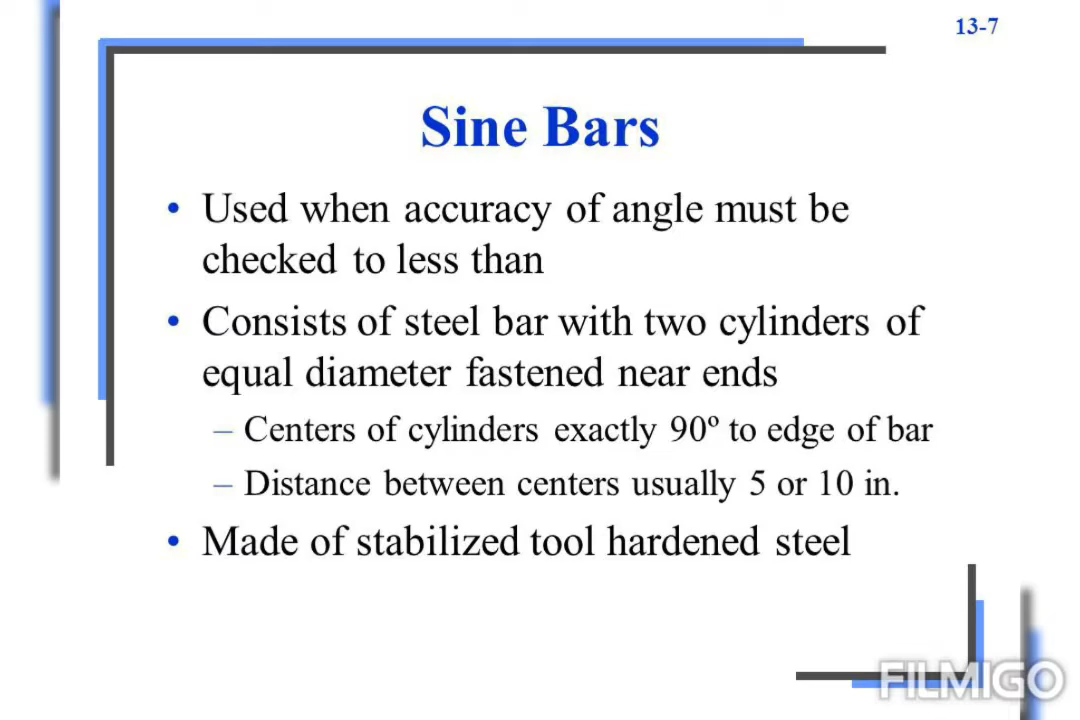 13-7
Sine Bars
• Used when accuracy of angle must be
checked to less than
• Consists of steel bar with two cylinders of
equal diameter fastened near ends
– Centers of cylinders exactly 90º to edge of bar
– Distance between centers usually 5 or 10 in.
• Made of stabilized tool hardened steel
FILMIGO